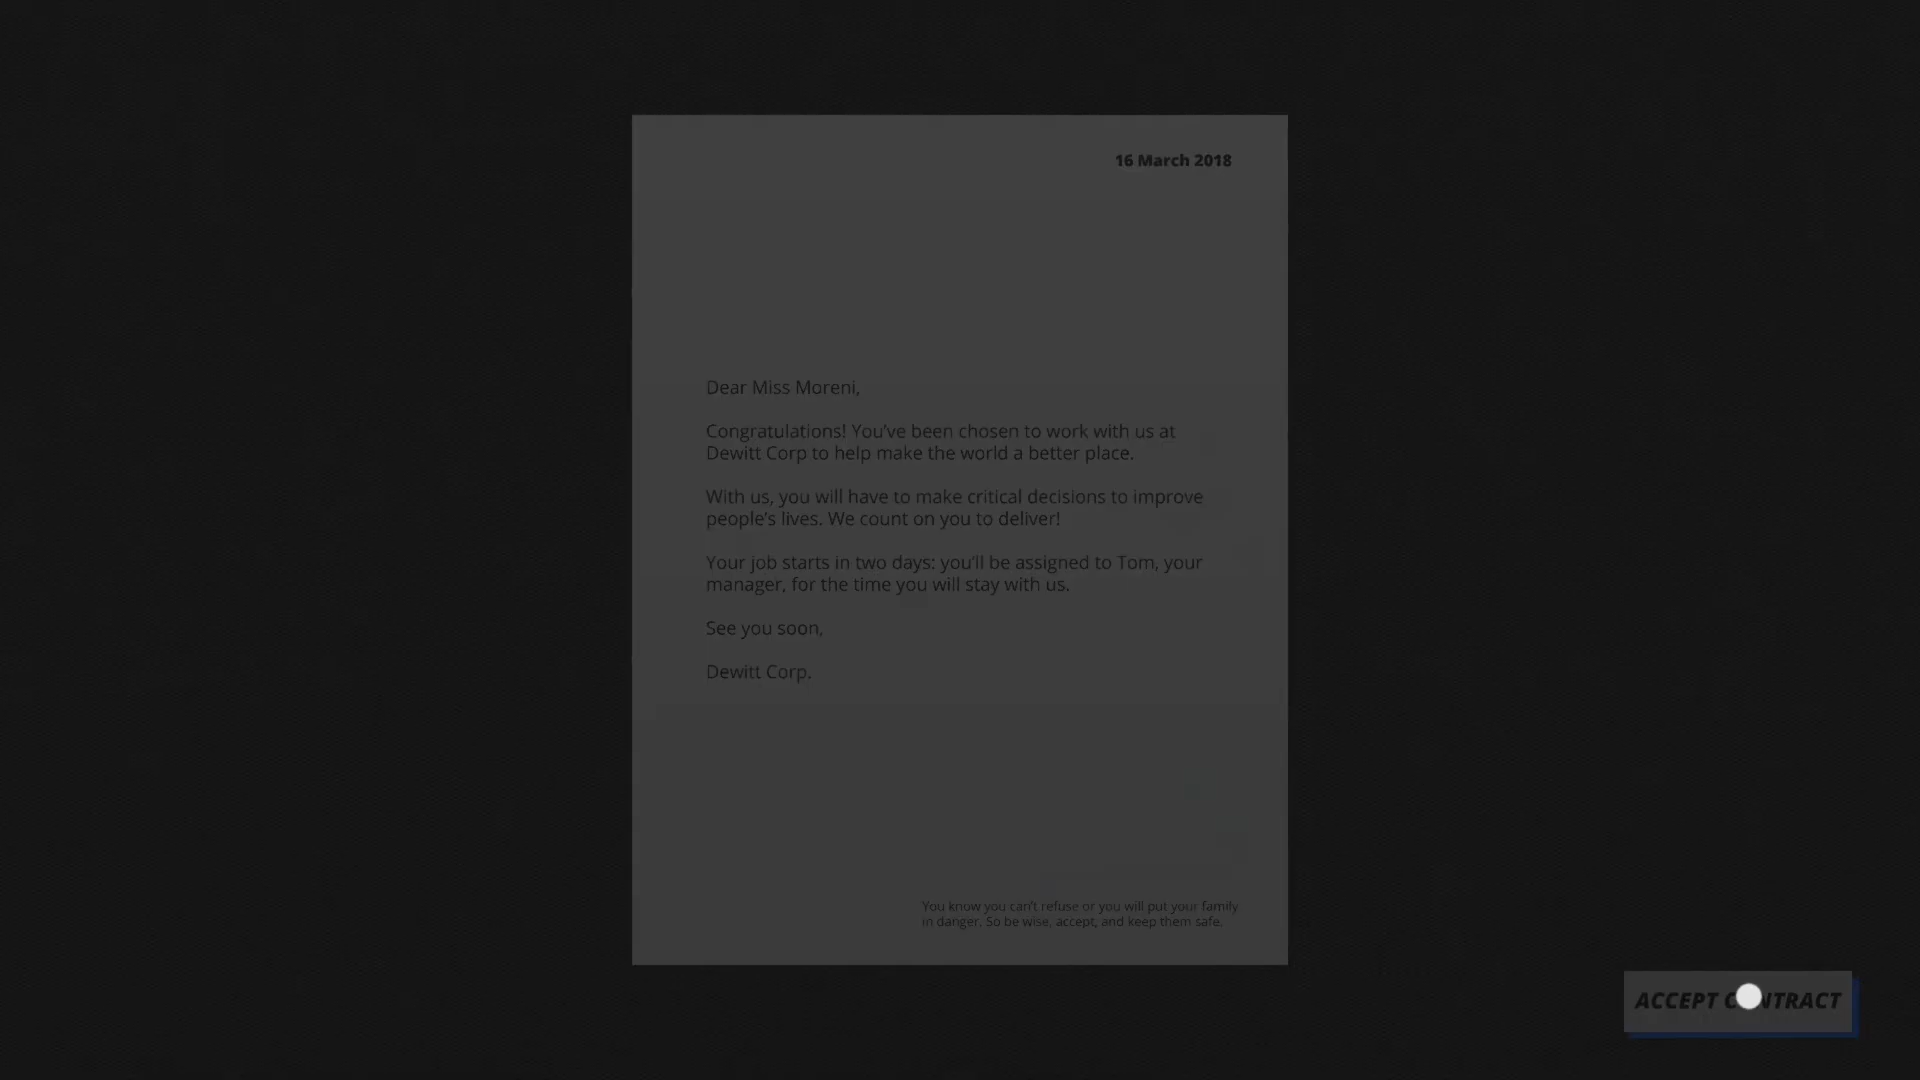 16 March 2018
Dear Miss Moreni,
Congratulations! You've been chosen to work with us at
Dewitt Corp to help make the world a better place.
With us, you will have to make critical decisions to improve
people's lives. We count on you to deliver!
Your job starts in two days: you'll be assigned to Tom, your
manager, for the time you will stay with us.
See you soon,
Dewitt Corp.
You know you can't refuse or you will put your family
in danger. So be wise, accept, and keep them safe.
ACCEPT CONTRACT